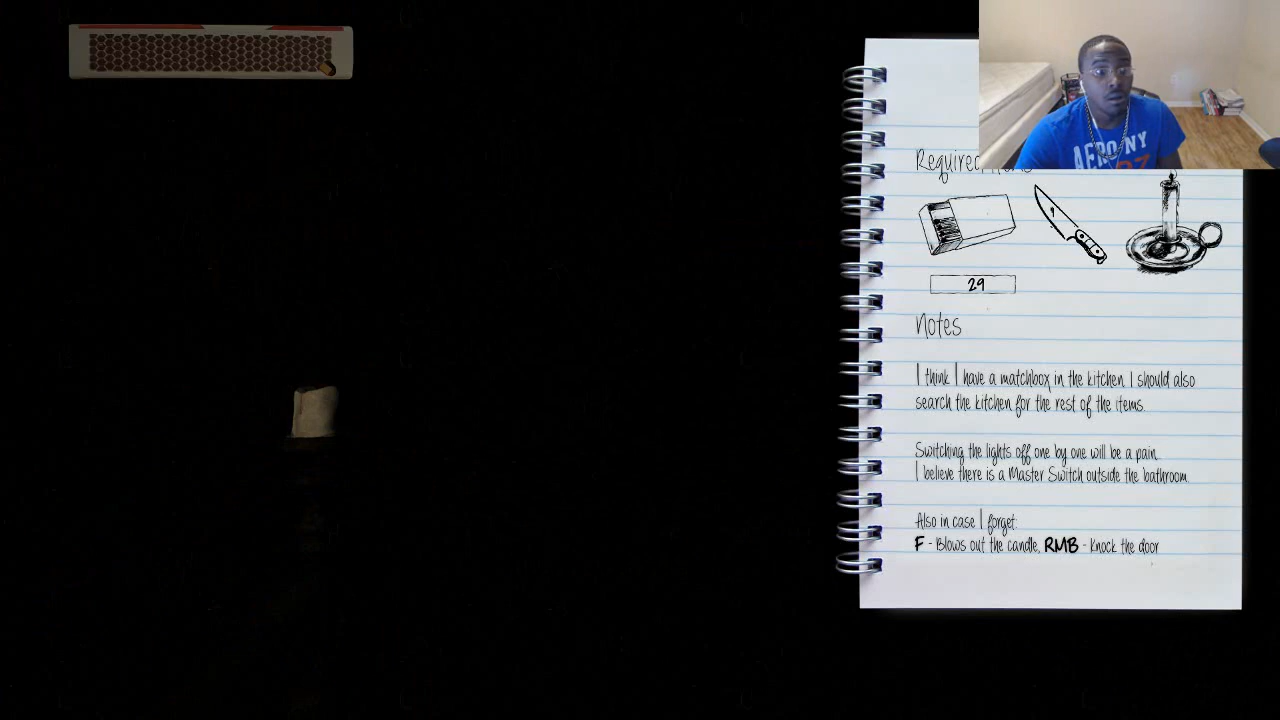 AERO NY
Required
29
Notes
I think I have a matchbox in the kitchen. I should also
search the kitchen for the rest of the items.
Switching the lights off one by one will be a pain.
I believe there is a Master Switch outside the bathroom.
Also in case I forget:
F - Blows out the candle, RMB - Knock the door